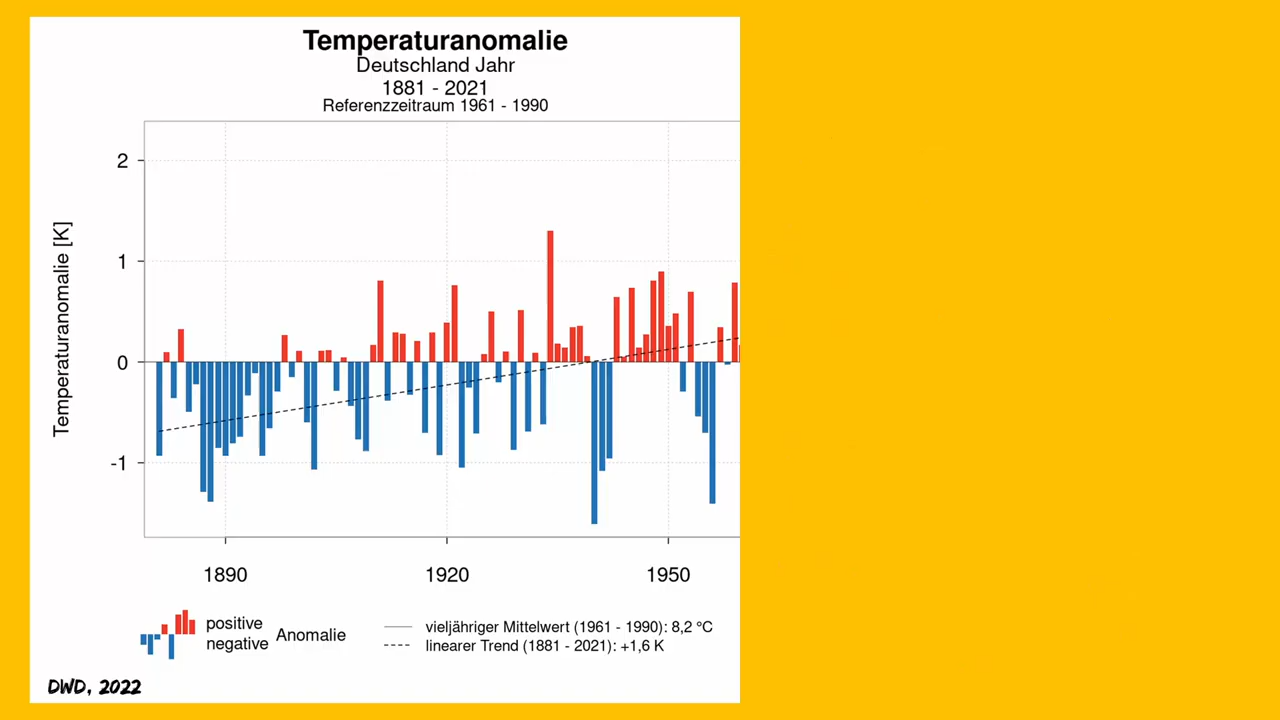 Temperaturanomalie
Deutschland Jahr
1881 - 2021
Referenzzeitraum 1961 - 1990
Temperaturanomalie [K]
2
1
0
-1
1890 1920 1950
positive
negative
Anomalie
vieljähriger Mittelwert (1961 - 1990): 8,2 °C
linearer Trend (1881 - 2021): +1,6 K
DWD, 2022